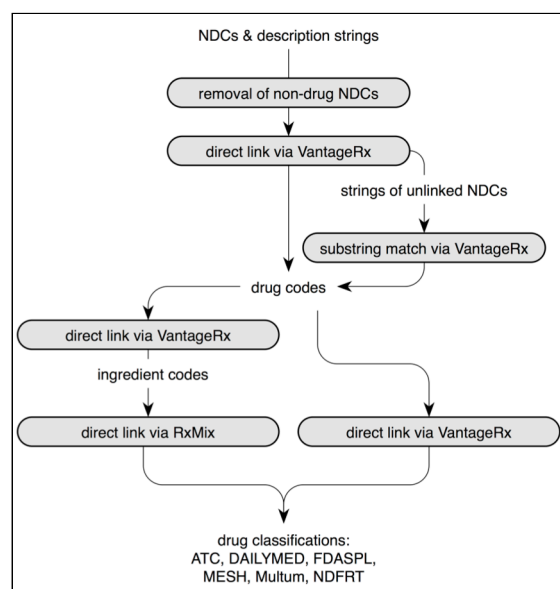 NDCs & description strings
removal of non-drug NDCs
direct link via VantageRx
strings of unlinked NDCs
substring match via VantageRx
drug codes
direct link via VantageRx
ingredient codes
direct link via RxMix
direct link via VantageRx
drug classifications:
ATC, DAILYMED, FDASPL,
MESH, Multum, NDFRT